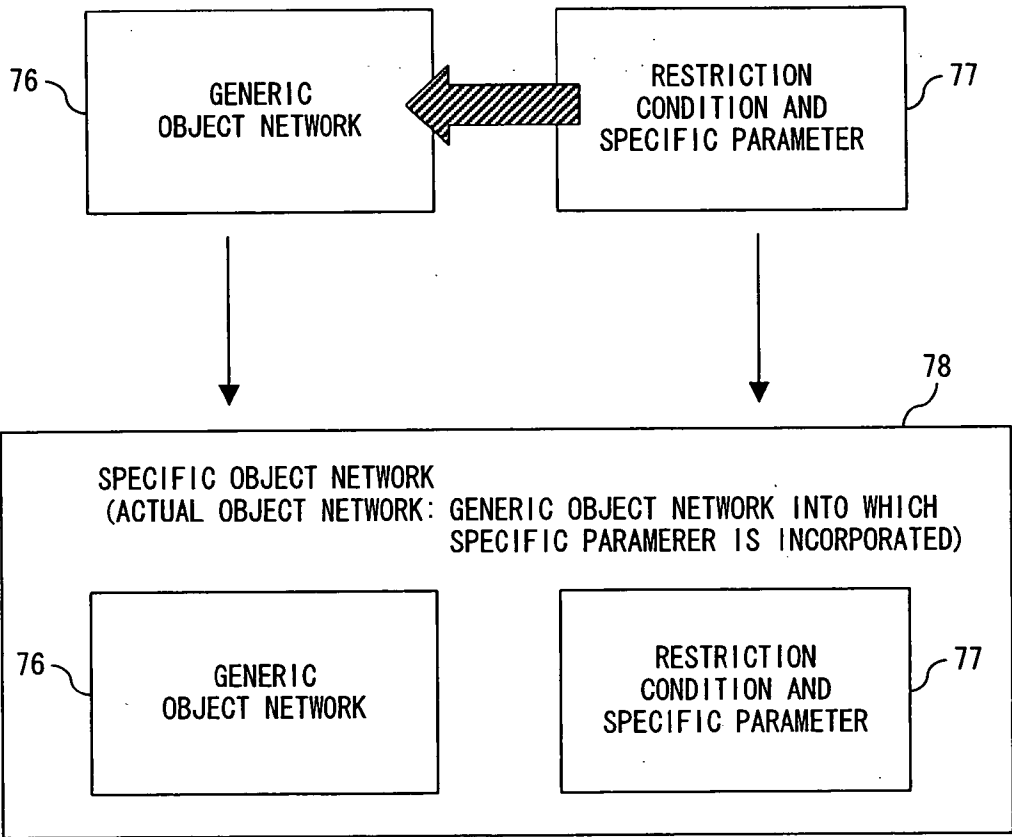 76
GENERIC
OBJECT NETWORK
RESTRICTION
CONDITION AND
SPECIFIC PARAMETER
77
78
SPECIFIC OBJECT NETWORK
(ACTUAL OBJECT NETWORK: GENERIC OBJECT NETWORK INTO WHICH
SPECIFIC PARAMERER IS INCORPORATED)
76
GENERIC
OBJECT NETWORK
RESTRICTION
CONDITION AND
SPECIFIC PARAMETER
77